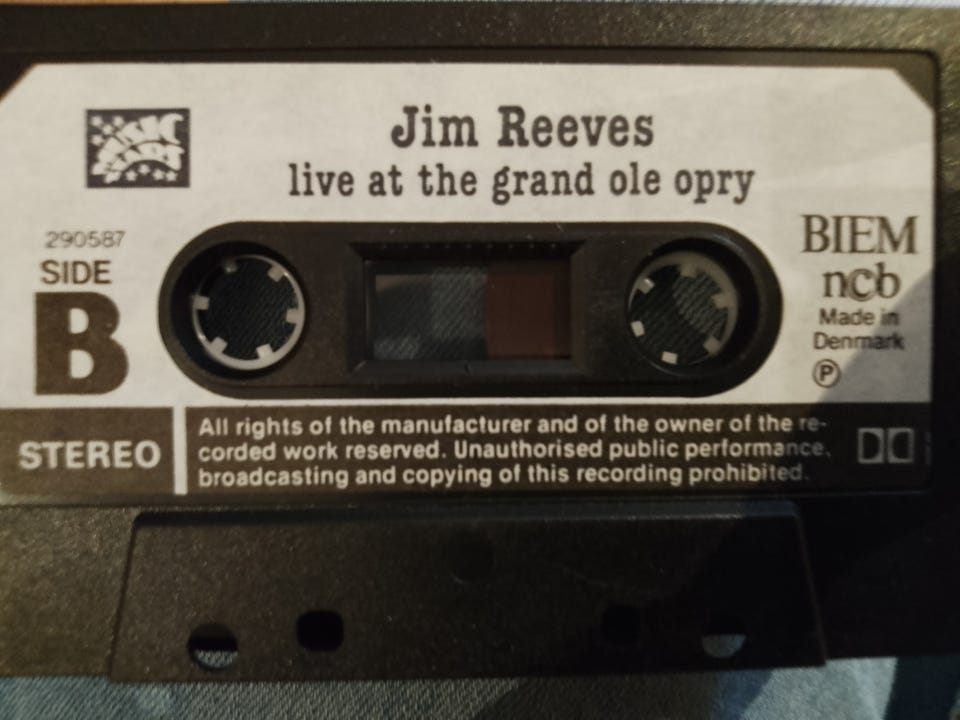 Jim Reeves
live at the grand ole opry
290587
SIDE
B
BIEM
ncb
Made in
Denmark
Ⓟ
STEREO
All rights of the manufacturer and of the owner of the re-
corded work reserved. Unauthorised public performance,
broadcasting and copying of this recording prohibited.